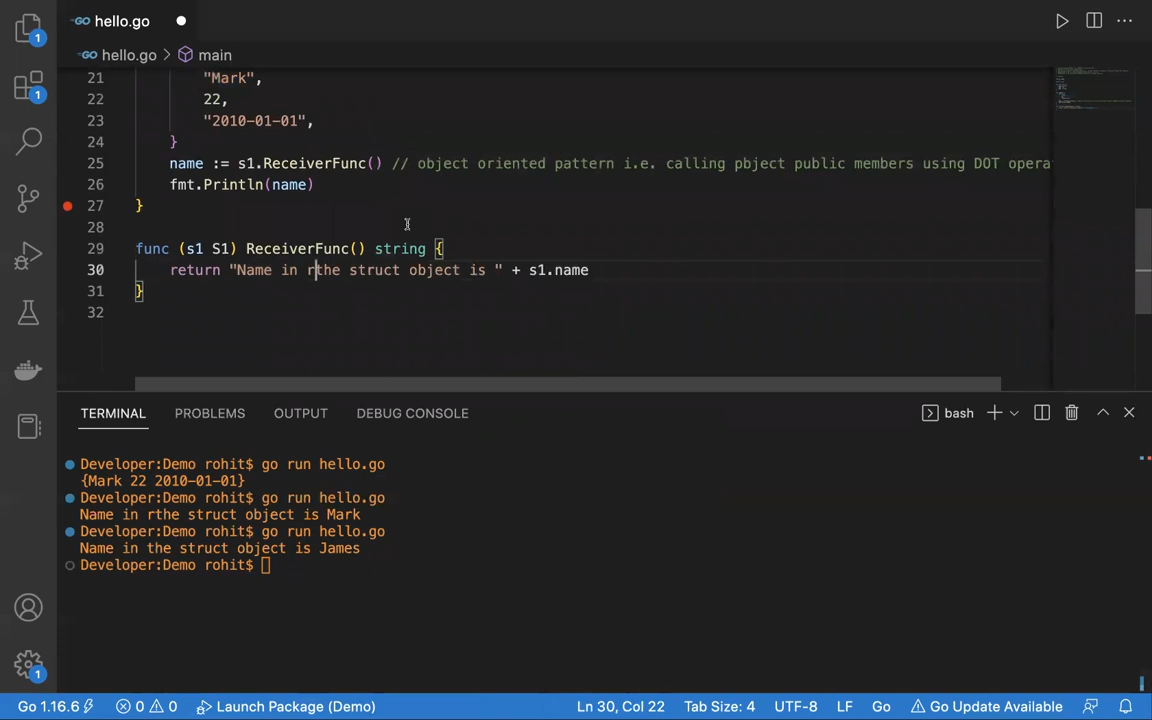 hello.go
hello.go > main
21 "Mark",
22 22,
23 "2010-01-01",
24 }
25 name := s1.ReceiverFunc() // object oriented pattern i.e. calling pbject public members using DOT opera
26 fmt.Println(name)
27 }
28
29 func (s1 S1) ReceiverFunc() string {
30 return "Name in rthe struct object is " + s1.name
31 }
32
TERMINAL PROBLEMS OUTPUT DEBUG CONSOLE bash
Developer:Demo rohit$ go run hello.go
{Mark 22 2010-01-01}
Developer:Demo rohit$ go run hello.go
Name in rthe struct object is Mark
Developer:Demo rohit$ go run hello.go
Name in the struct object is James
Developer:Demo rohit$
1
1
1
Go 1.16.6 0 0 Launch Package (Demo) Ln 30, Col 22 Tab Size: 4 UTF-8 LF Go Go Update Available